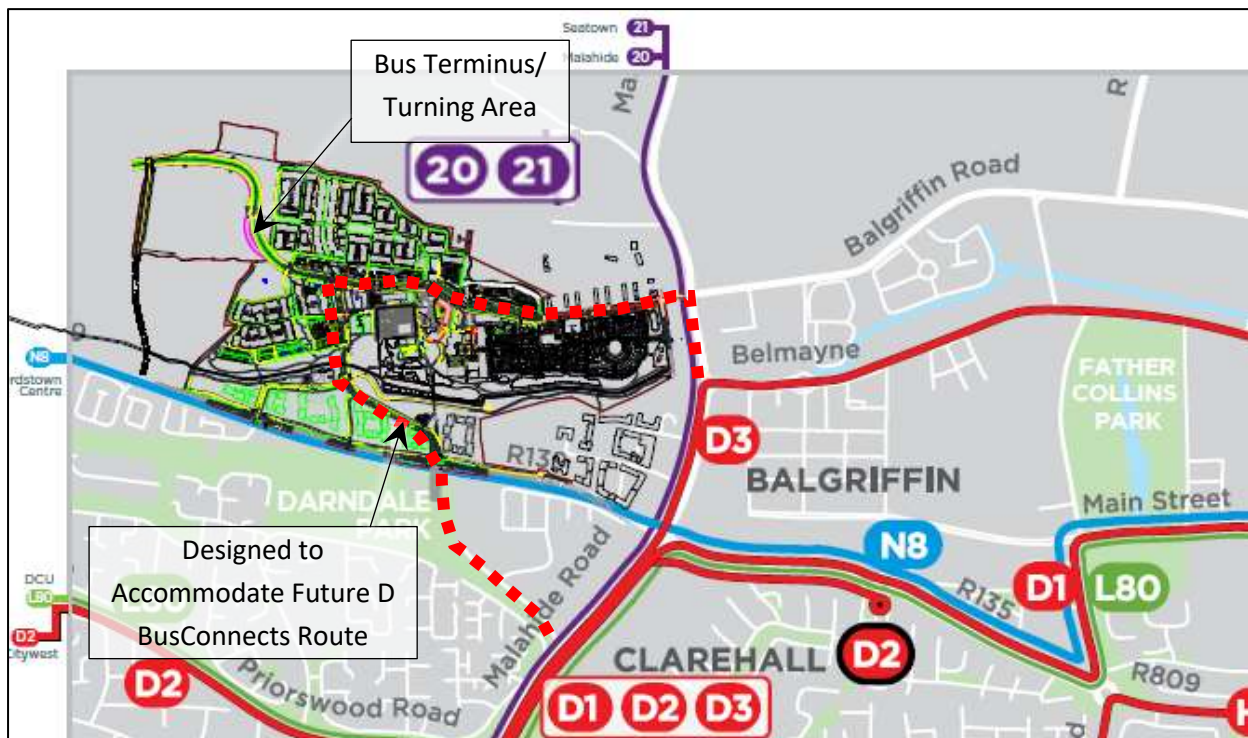 Seatown 21
Malahide 20
Bus Terminus/
Turning Area
Ma
R
20 21
Balgriffin Road
N8
rdstown
Centre
Belmayne
FATHER
COLLINS
PARK
D3
R13
BALGRIFFIN
DARNDALE
PARK
Main Street
Designed to
Accommodate Future D
BusConnects Route
N8
D1 L80
R135
DCU
L80
L80
D2
Citywest
Malahide Road
CLAREHALL
D2
R809
D2
Priorswood Road
D1 D2 D3
H